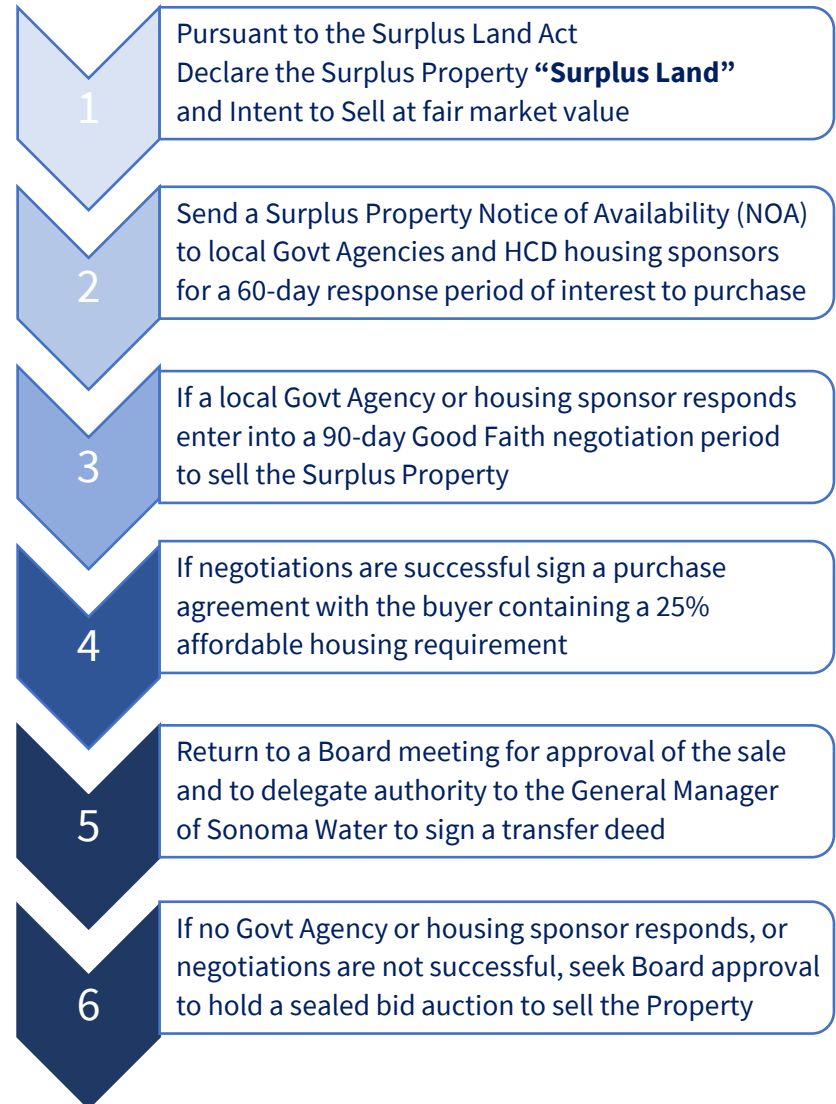 1
Pursuant to the Surplus Land Act
Declare the Surplus Property “Surplus Land”
and Intent to Sell at fair market value
2
Send a Surplus Property Notice of Availability (NOA)
to local Govt Agencies and HCD housing sponsors
for a 60-day response period of interest to purchase
3
If a local Govt Agency or housing sponsor responds
enter into a 90-day Good Faith negotiation period
to sell the Surplus Property
4
If negotiations are successful sign a purchase
agreement with the buyer containing a 25%
affordable housing requirement
5
Return to a Board meeting for approval of the sale
and to delegate authority to the General Manager
of Sonoma Water to sign a transfer deed
6
If no Govt Agency or housing sponsor responds, or
negotiations are not successful, seek Board approval
to hold a sealed bid auction to sell the Property